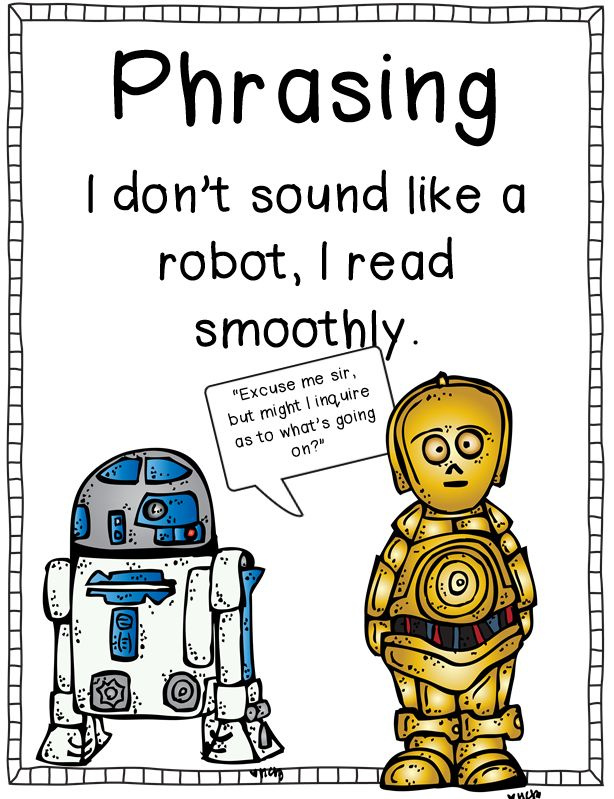 Phrasing
I don't sound like a
robot, I read
smoothly.
"Excuse me sir,
but might I inquire
as to what's going
on?"